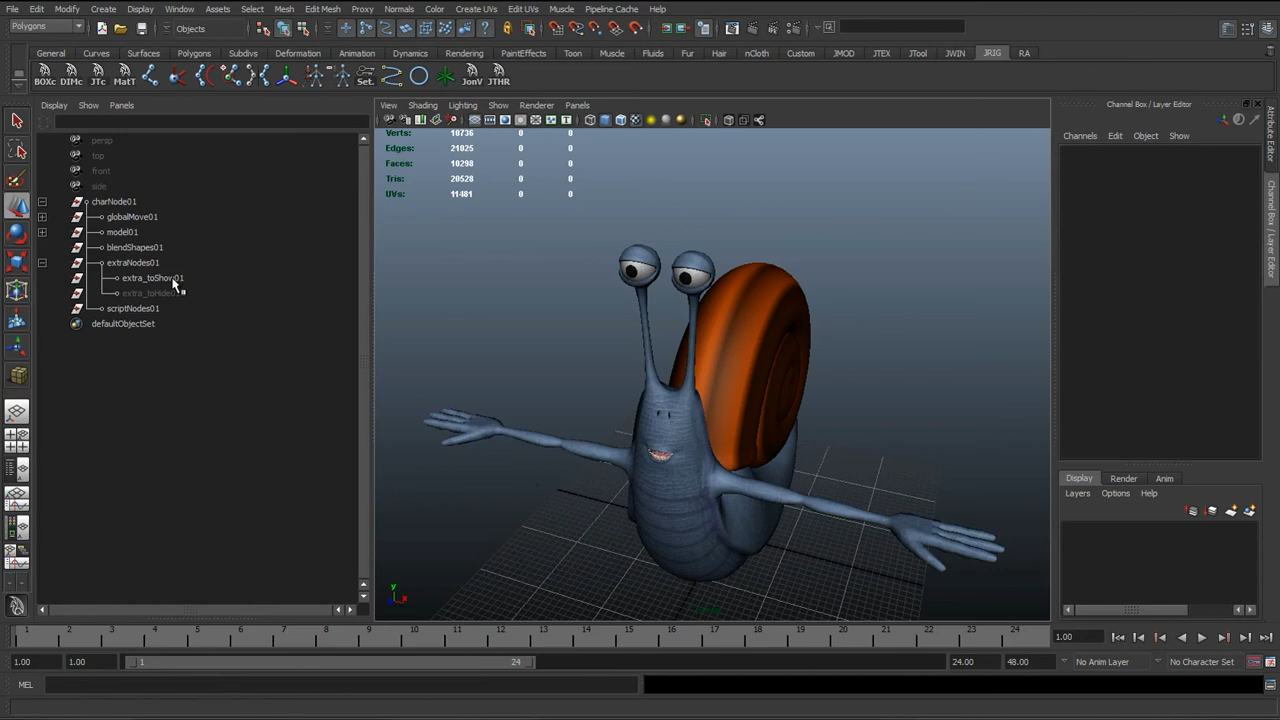 File Edit Modify Create Display Window Assets Select Mesh Edit Mesh Proxy Normals Color Create UVs Edit UVs Muscle Pipeline Cache Help
Polygons Objects
General Curves Surfaces Polygons Subdivs Deformation Animation Dynamics Rendering PaintEffects Toon Muscle Fluids Fur Hair nCloth Custom JMOD JTEX JTool JWIN JRIG RA
BOXc DIMc JTc MatT Set. JonV JTHR
Display Show Panels
View Shading Lighting Show Renderer Panels
Channel Box / Layer Editor
Channels Edit Object Show
Attribute Editor
Channel Box / Layer Editor
Verts: 10736 0 0
Edges: 21025 0 0
Faces: 10298 0 0
Tris: 20528 0 0
UVs: 11481 0 0
persp
top
front
side
charNode01
globalMove01
model01
blendShapes01
extraNodes01
extra_toShow01
scriptNodes01
defaultObjectSet
y
x
Display Render Anim
Layers Options Help
1 2 3 4 5 6 7 8 9 10 11 12 13 14 15 16 17 18 19 20 21 22 23 24 1.00
1.00 1.00 1 24 24.00 48.00 No Anim Layer No Character Set
MEL